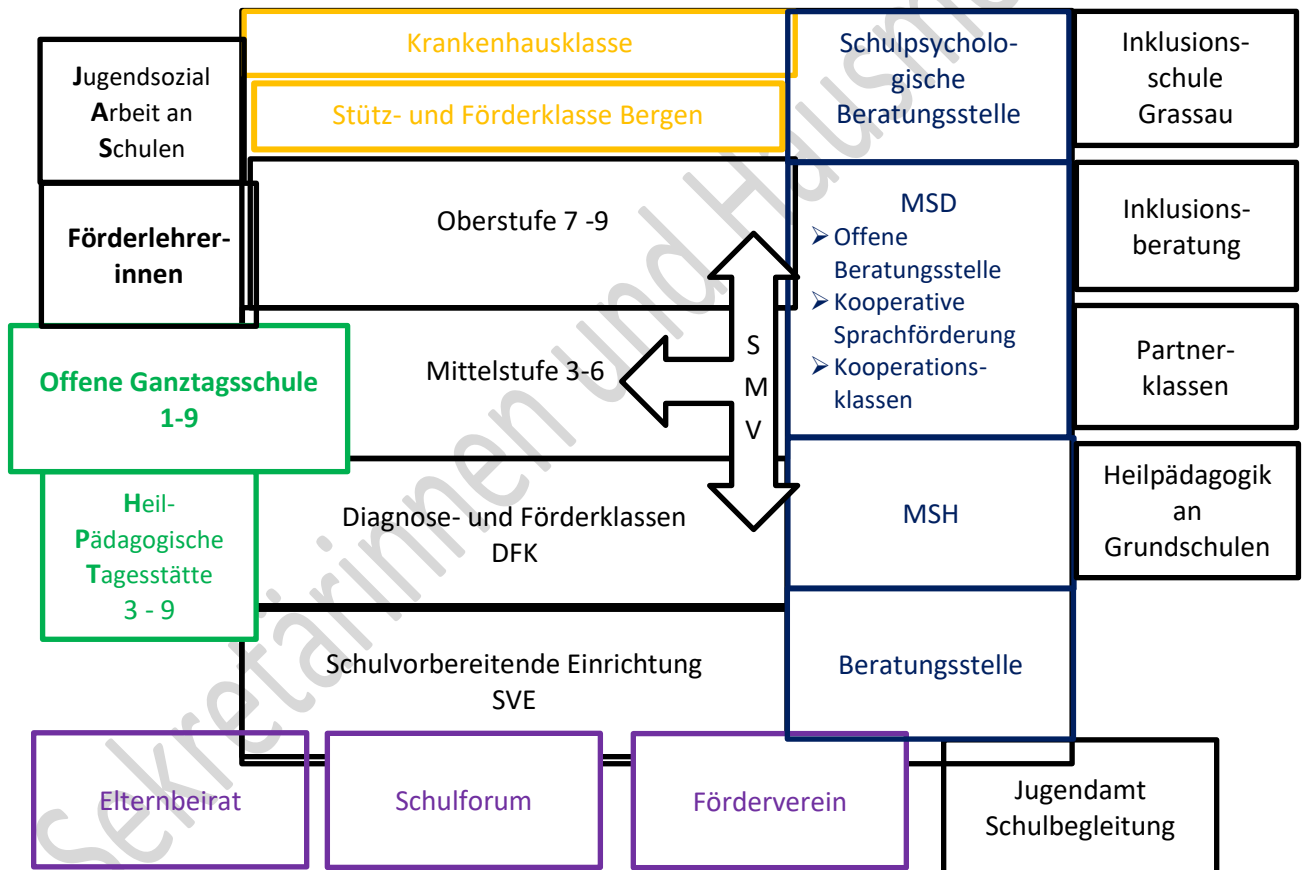 Krankenhausklasse
Stütz- und Förderklasse Bergen
Jugendsozial
Arbeit an
Schulen
Förderlehrer-
innen
Offene Ganztagsschule
1-9
Heil-
Pädagogische
Tagesstätte
3 - 9
Oberstufe 7 -9
Mittelstufe 3-6
Diagnose- und Förderklassen
DFK
Schulvorbereitende Einrichtung
SVE
S
M
V
Schulpsycholo-
gische
Beratungsstelle
MSD
➢ Offene
Beratungsstelle
➢ Kooperative
Sprachförderung
➢ Kooperations-
klassen
MSH
Beratungsstelle
Inklusions-
schule
Grassau
Inklusions-
beratung
Partner-
klassen
Heilpädagogik
an
Grundschulen
Elternbeirat
Schulforum
Förderverein
Jugendamt
Schulbegleitung
Sekretärinnen und